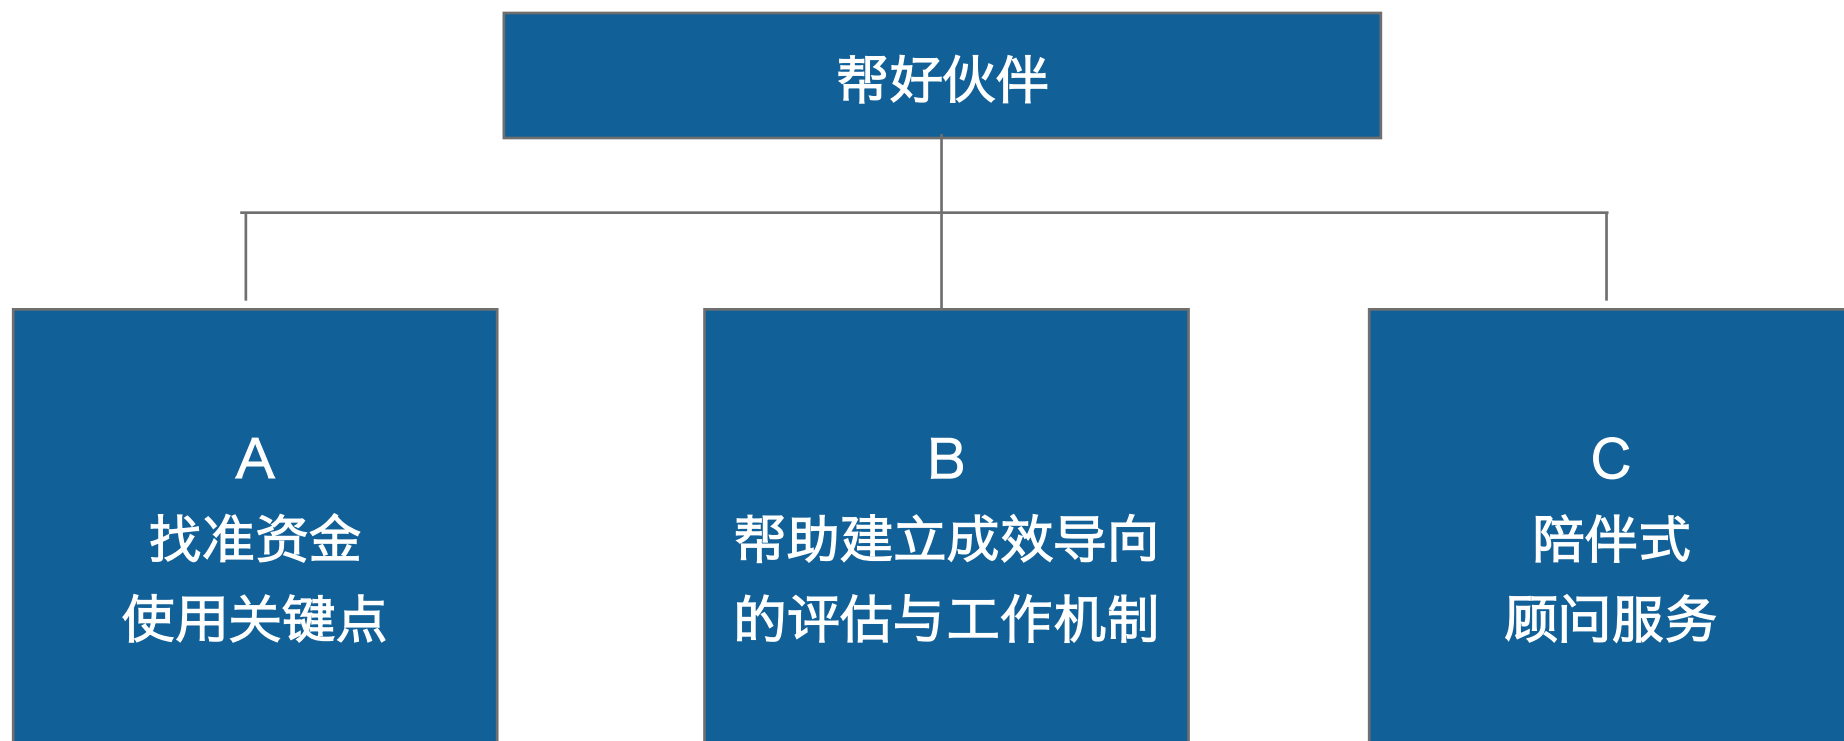 帮好伙伴
A
找准资金
使用关键点
B
帮助建立成效导向
的评估与工作机制
C
陪伴式
顾问服务